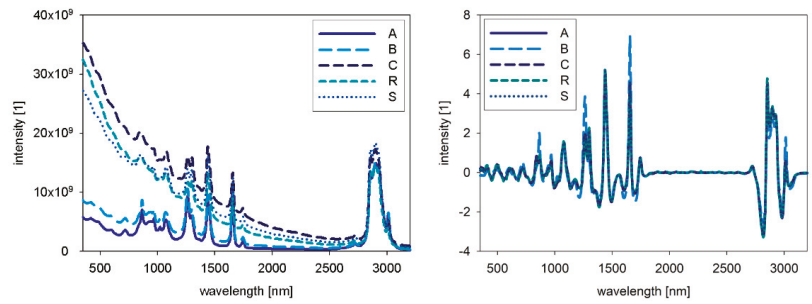 40x10⁹
30x10⁹
20x10⁹
10x10⁹
0
intensity [1]
500 1000 1500 2000 2500 3000
wavelength [nm]
A
B
C
R
S
8
6
4
2
0
-2
-4
intensity [1]
500 1000 1500 2000 2500 3000
wavelength [nm]
A
B
C
R
S